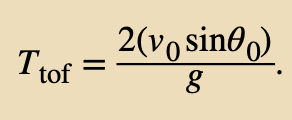 T_tof = 2(v_0 sinθ_0) / g.